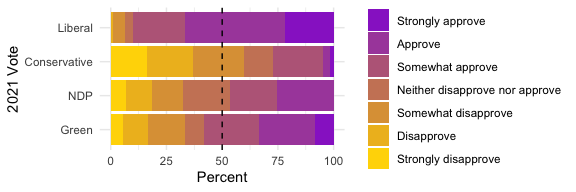 2021 Vote
Liberal
Conservative
NDP
Green
0 25 50 75 100
Percent
Strongly approve
Approve
Somewhat approve
Neither disapprove nor approve
Somewhat disapprove
Disapprove
Strongly disapprove